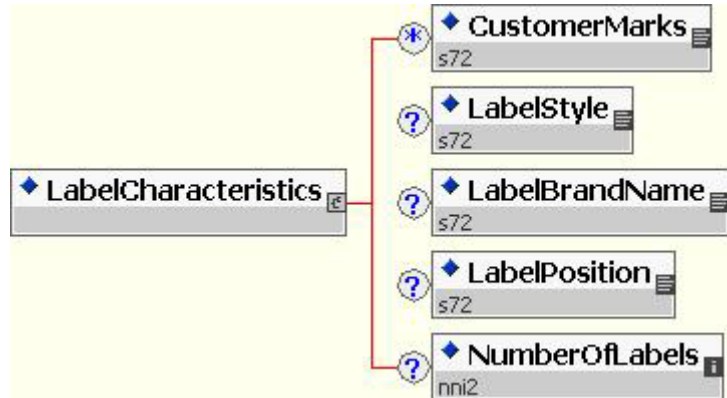 CustomerMarks
s72
LabelStyle
s72
LabelCharacteristics
LabelBrandName
s72
LabelPosition
s72
NumberOfLabels
nni2